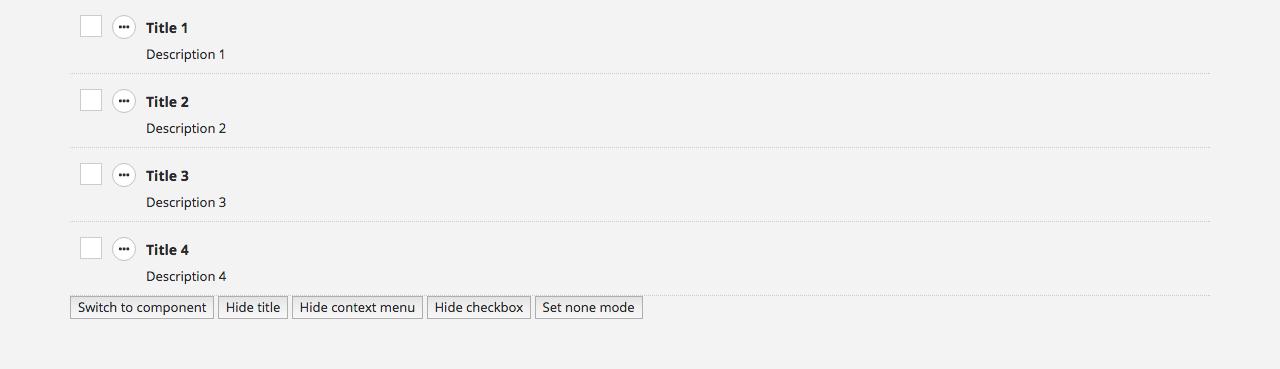 Title 1
Description 1
Title 2
Description 2
Title 3
Description 3
Title 4
Description 4
Switch to component Hide title Hide context menu Hide checkbox Set none mode